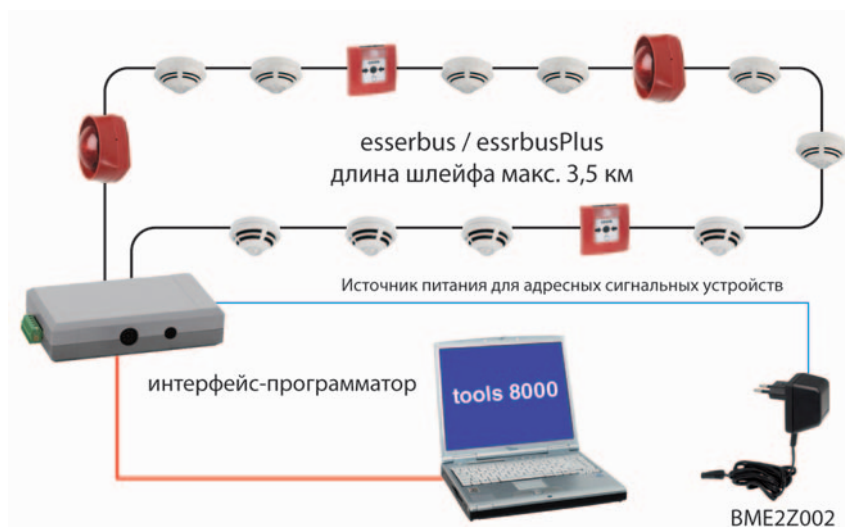 esserbus / essrbusPlus
длина шлейфа макс. 3,5 км
Источник питания для адресных сигнальных устройств
интерфейс-программатор
tools 8000
BME2Z002